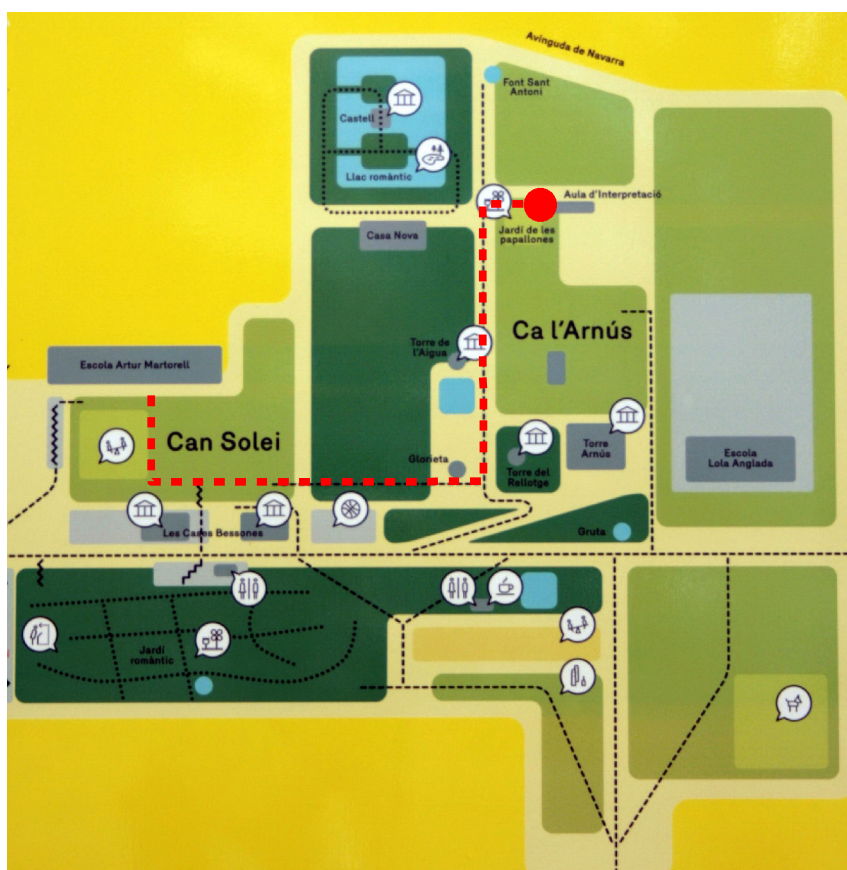 Avinguda de Navarra
Font Sant
Antoni
Castell
Llac romàntic
Aula d'Interpretació
Jardí de les
papallones
Casa Nova
Ca l'Arnús
Torre de
l'Aigua
Escola Artur Martorell
Can Solei
Glorieta
Torre del
Rellotge
Torre
Arnús
Escola
Lola Anglada
Les Cases Bessones
Gruta
Jardí
romàntic